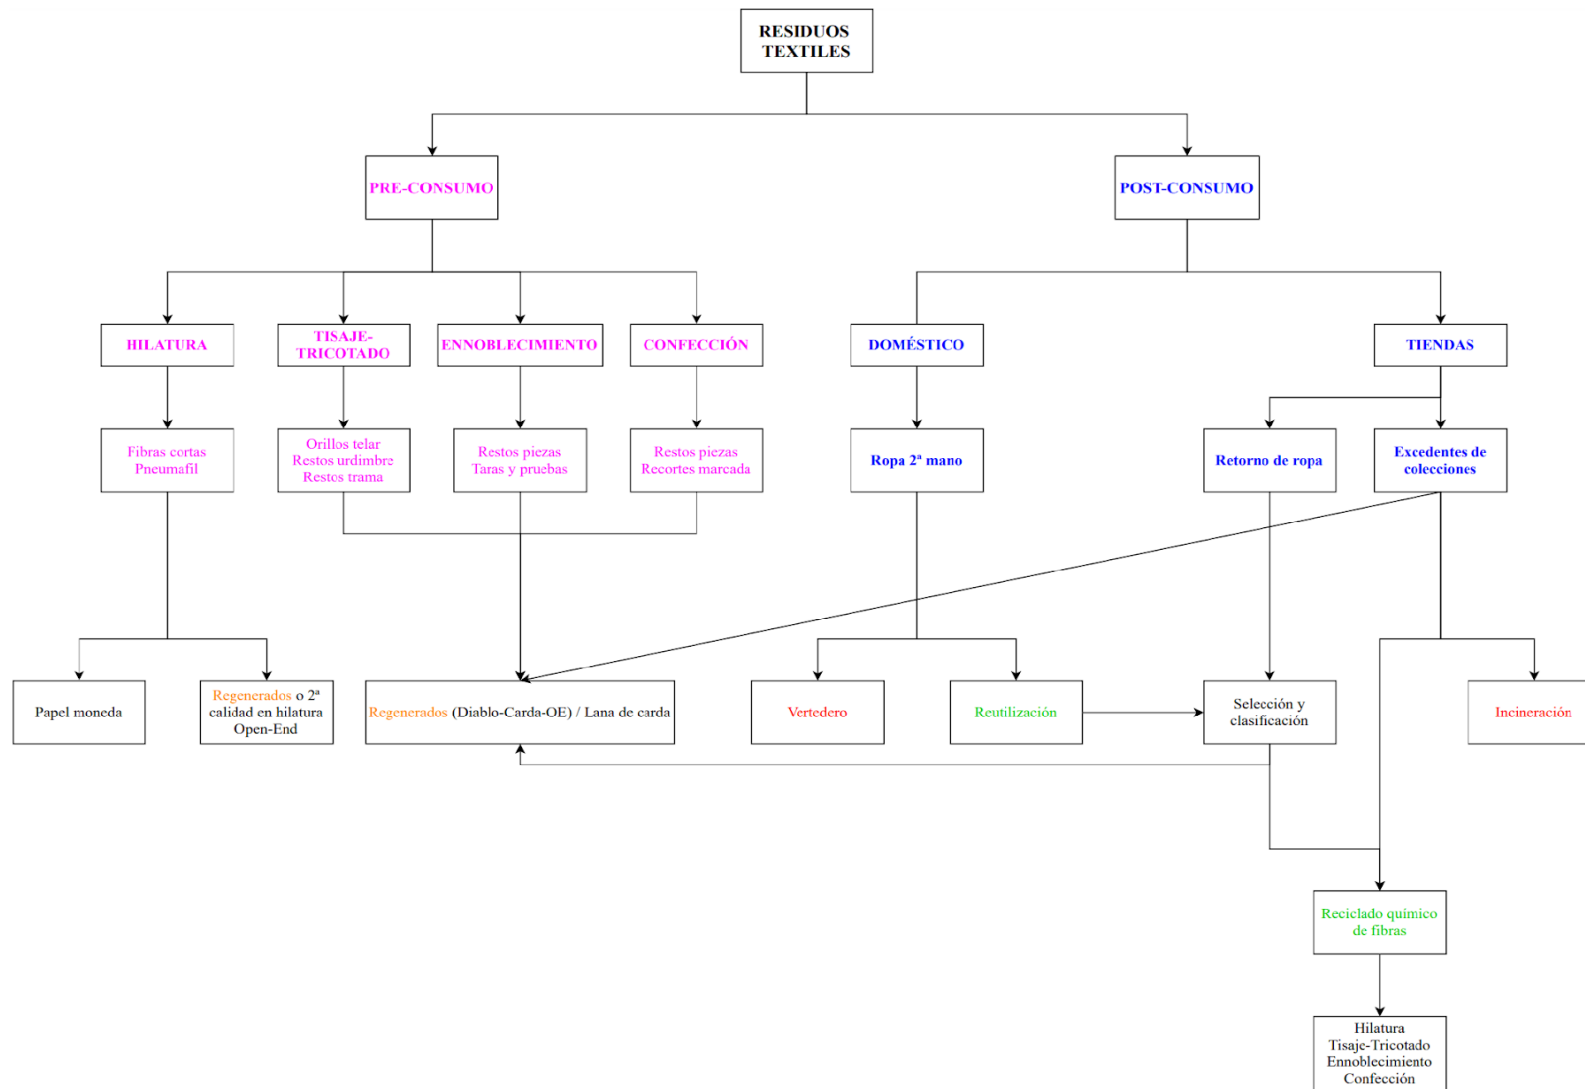 RESIDUOS
TEXTILES
PRE-CONSUMO
POST-CONSUMO
HILATURA
TISAJE-
TRICOTADO
ENNOBLECIMIENTO
CONFECCIÓN
DOMÉSTICO
TIENDAS
Fibras cortas
Pneumafil
Orillos telar
Restos urdimbre
Restos trama
Restos piezas
Taras y pruebas
Restos piezas
Recortes marcada
Ropa 2ª mano
Retorno de ropa
Excedentes de
colecciones
Papel moneda
Regenerados o 2ª
calidad en hilatura
Open-End
Regenerados (Diablo-Carda-OE) / Lana de carda
Vertedero
Reutilización
Selección y
clasificación
Incineración
Reciclado químico
de fibras
Hilatura
Tisaje-Tricotado
Ennoblecimiento
Confección